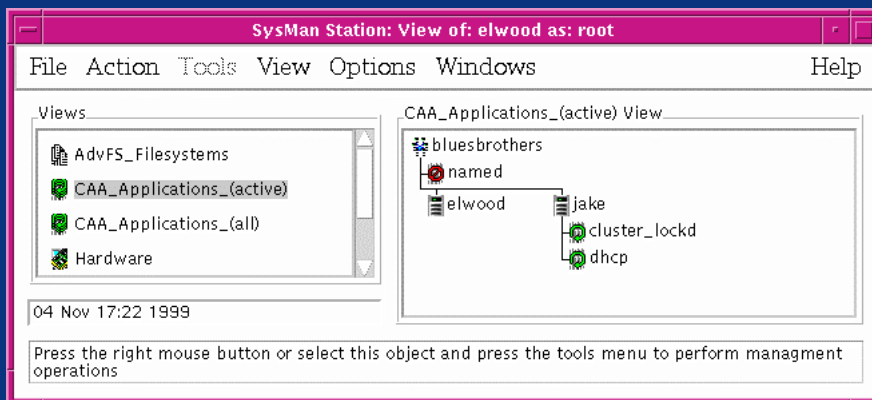 SysMan Station: View of: elwood as: root
File Action Tools View Options Windows Help
Views
AdvFS_Filesystems
CAA_Applications_(active)
CAA_Applications_(all)
Hardware
04 Nov 17:22 1999
CAA_Applications_(active) View
bluesbrothers
named
elwood jake
cluster_lockd
dhcp
Press the right mouse button or select this object and press the tools menu to perform managment
operations